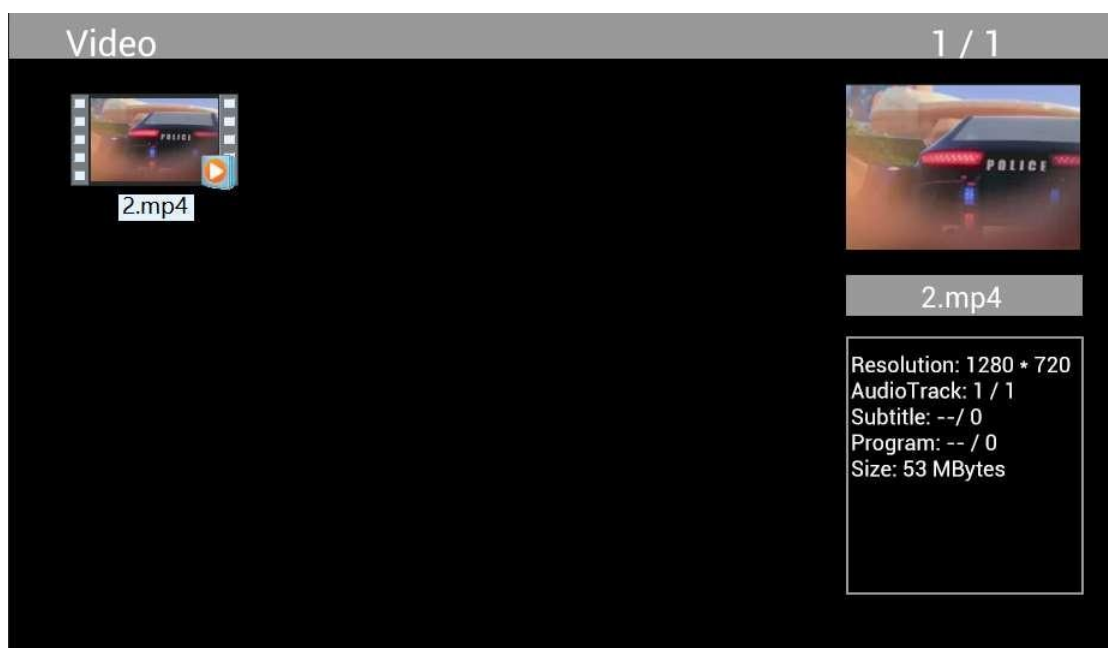 Video
1 / 1
POLICE
2.mp4
POLICE
2.mp4
Resolution: 1280 * 720
AudioTrack: 1 / 1
Subtitle: --/ 0
Program: -- / 0
Size: 53 MBytes